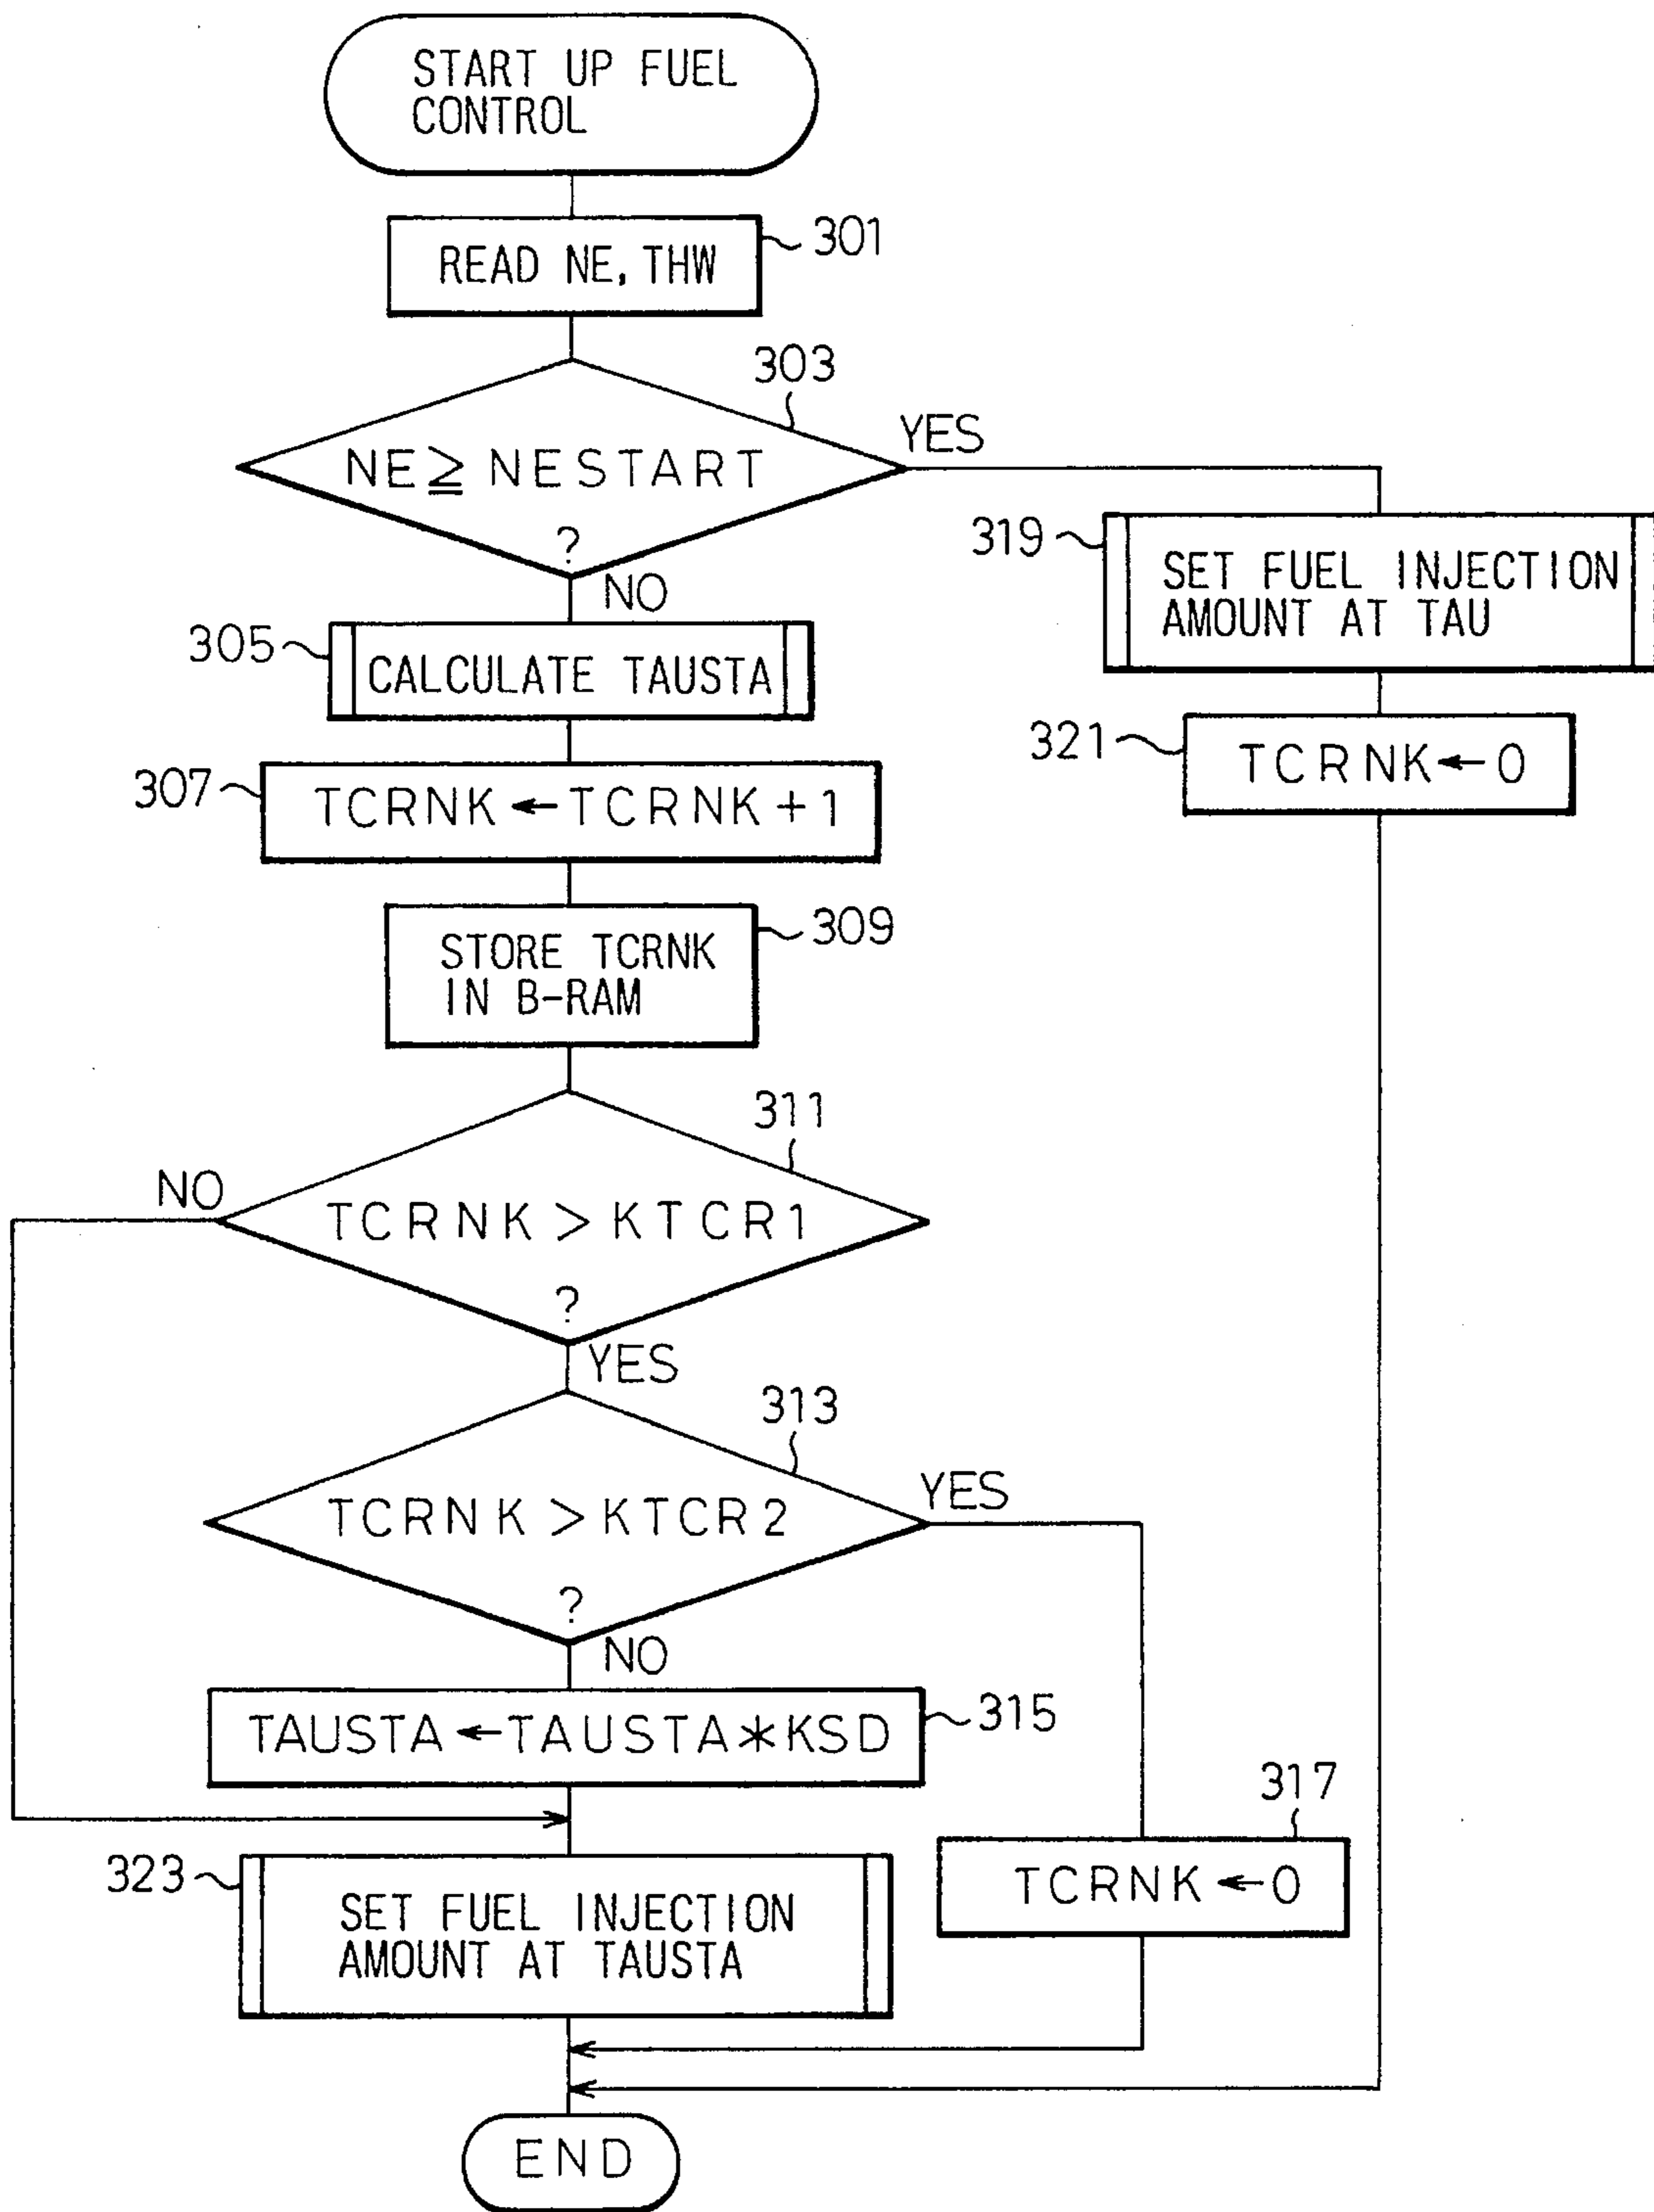 START UP FUEL
CONTROL
READ NE, THW
301
303
NE ≧ NESTART
?
YES
NO
319
SET FUEL INJECTION
AMOUNT AT TAU
305
CALCULATE TAUSTA
321
TCRNK ← 0
307
TCRNK ← TCRNK + 1
STORE TCRNK
IN B-RAM
309
311
NO
TCRNK > KTCR1
?
YES
313
TCRNK > KTCR2
?
YES
NO
TAUSTA ← TAUSTA * KSD
315
317
TCRNK ← 0
323
SET FUEL INJECTION
AMOUNT AT TAUSTA
END